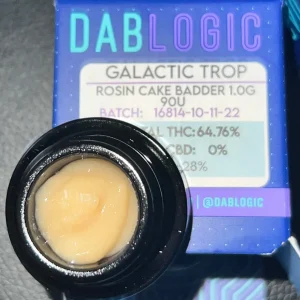 DABLOGIC
GALACTIC TROP
ROSIN CAKE BADDER 1.0G
90U
BATCH: 16814-10-11-22
AL THC: 64.76%
CBD: 0%
28%
@DABLOGIC